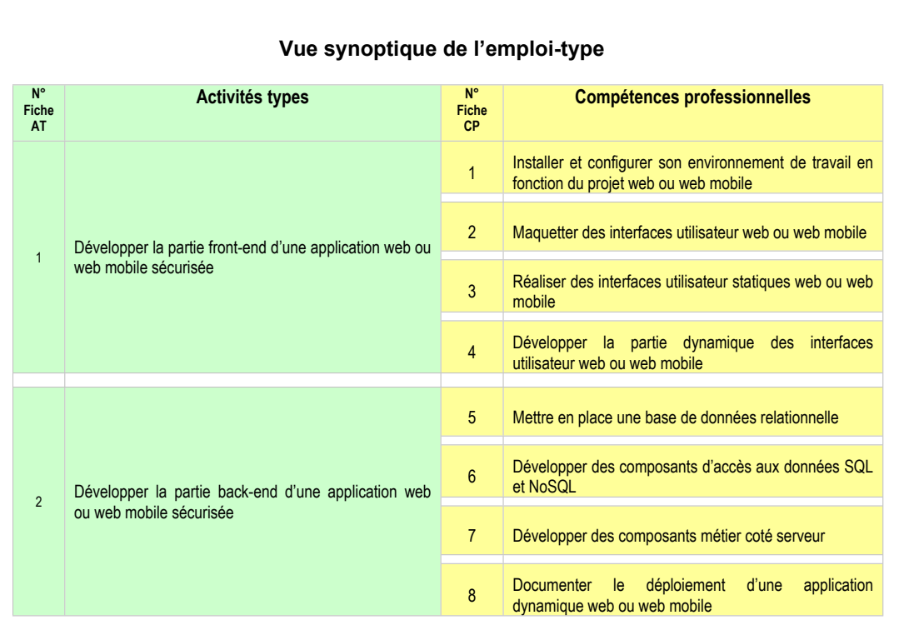 Vue synoptique de l'emploi-type
N°
Fiche
AT
Activités types
N°
Fiche
CP
Compétences professionnelles
1
Développer la partie front-end d'une application web ou
web mobile sécurisée
1
Installer et configurer son environnement de travail en
fonction du projet web ou web mobile
2
Maquetter des interfaces utilisateur web ou web mobile
3
Réaliser des interfaces utilisateur statiques web ou web
mobile
4
Développer la partie dynamique des interfaces
utilisateur web ou web mobile
2
Développer la partie back-end d'une application web
ou web mobile sécurisée
5
Mettre en place une base de données relationnelle
6
Développer des composants d'accès aux données SQL
et NoSQL
7
Développer des composants métier coté serveur
8
Documenter le déploiement d'une application
dynamique web ou web mobile